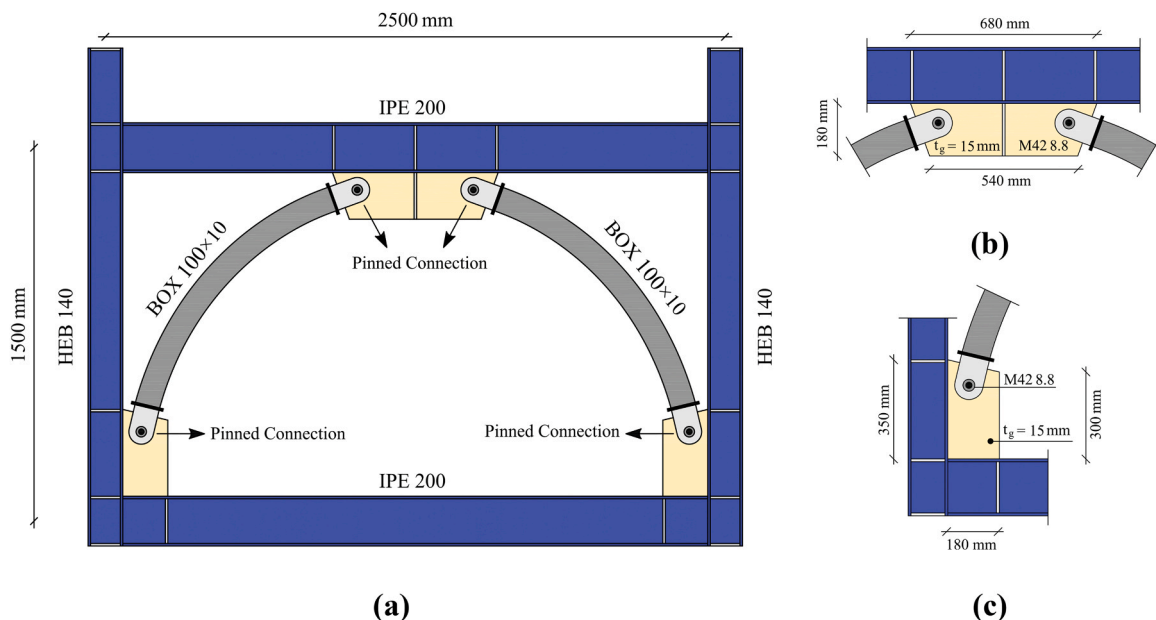 2500 mm
IPE 200
BOX 100×10
BOX 100×10
Pinned Connection
1500 mm
HEB 140
HEB 140
Pinned Connection
Pinned Connection
IPE 200
(a)
680 mm
180 mm
t_g = 15 mm
M42 8.8
540 mm
(b)
M42 8.8
350 mm
300 mm
t_g = 15 mm
180 mm
(c)